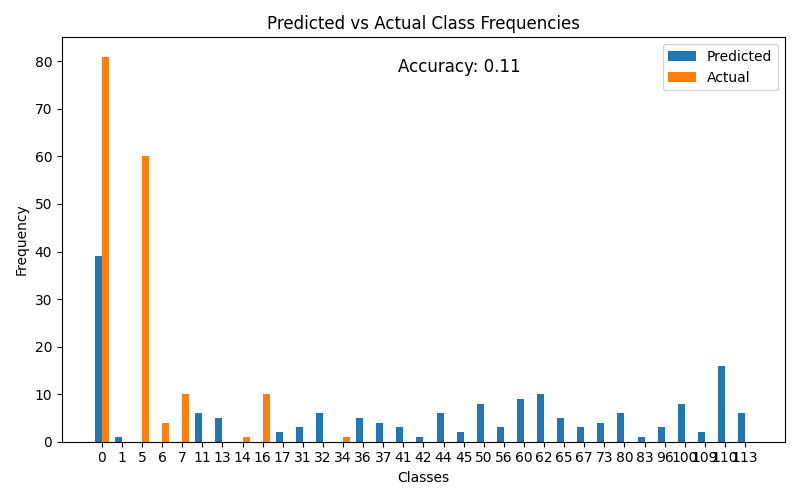 Predicted vs Actual Class Frequencies
Accuracy: 0.11
Predicted
Actual
Frequency
80
70
60
50
40
30
20
10
0
0 1 5 6 7 11 13 14 16 17 31 32 34 36 37 41 42 44 45 50 56 60 62 65 67 73 80 83 96 100 109 110 113
Classes